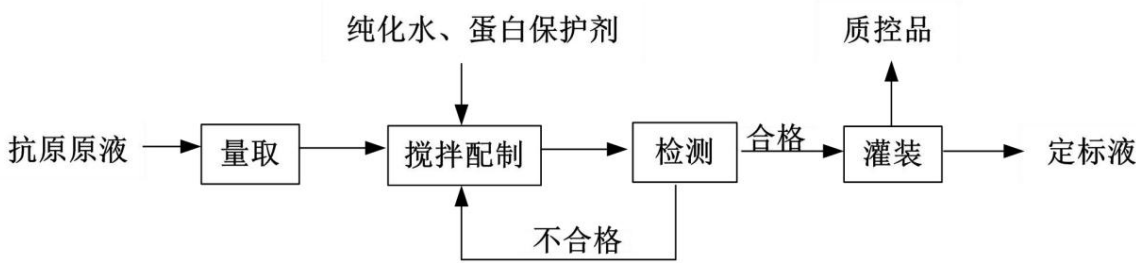 纯化水、蛋白保护剂
质控品
抗原原液
量取
搅拌配制
检测
合格
灌装
定标液
不合格